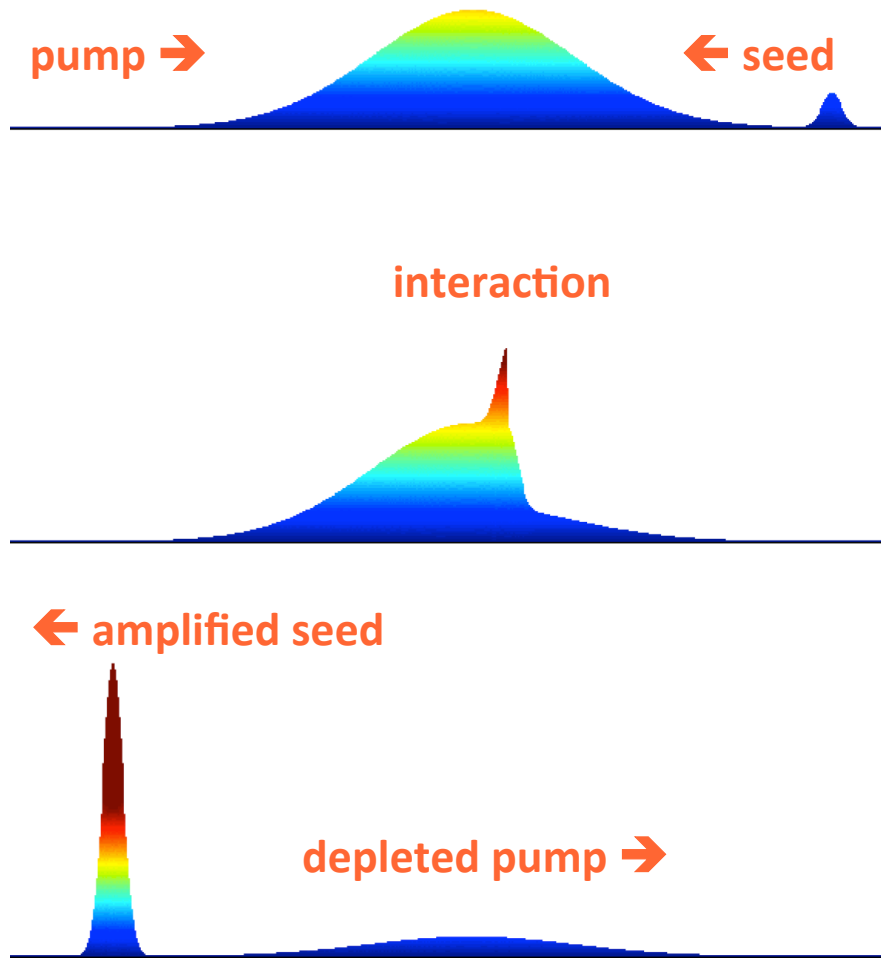 pump →
← seed
interaction
← amplified seed
depleted pump →